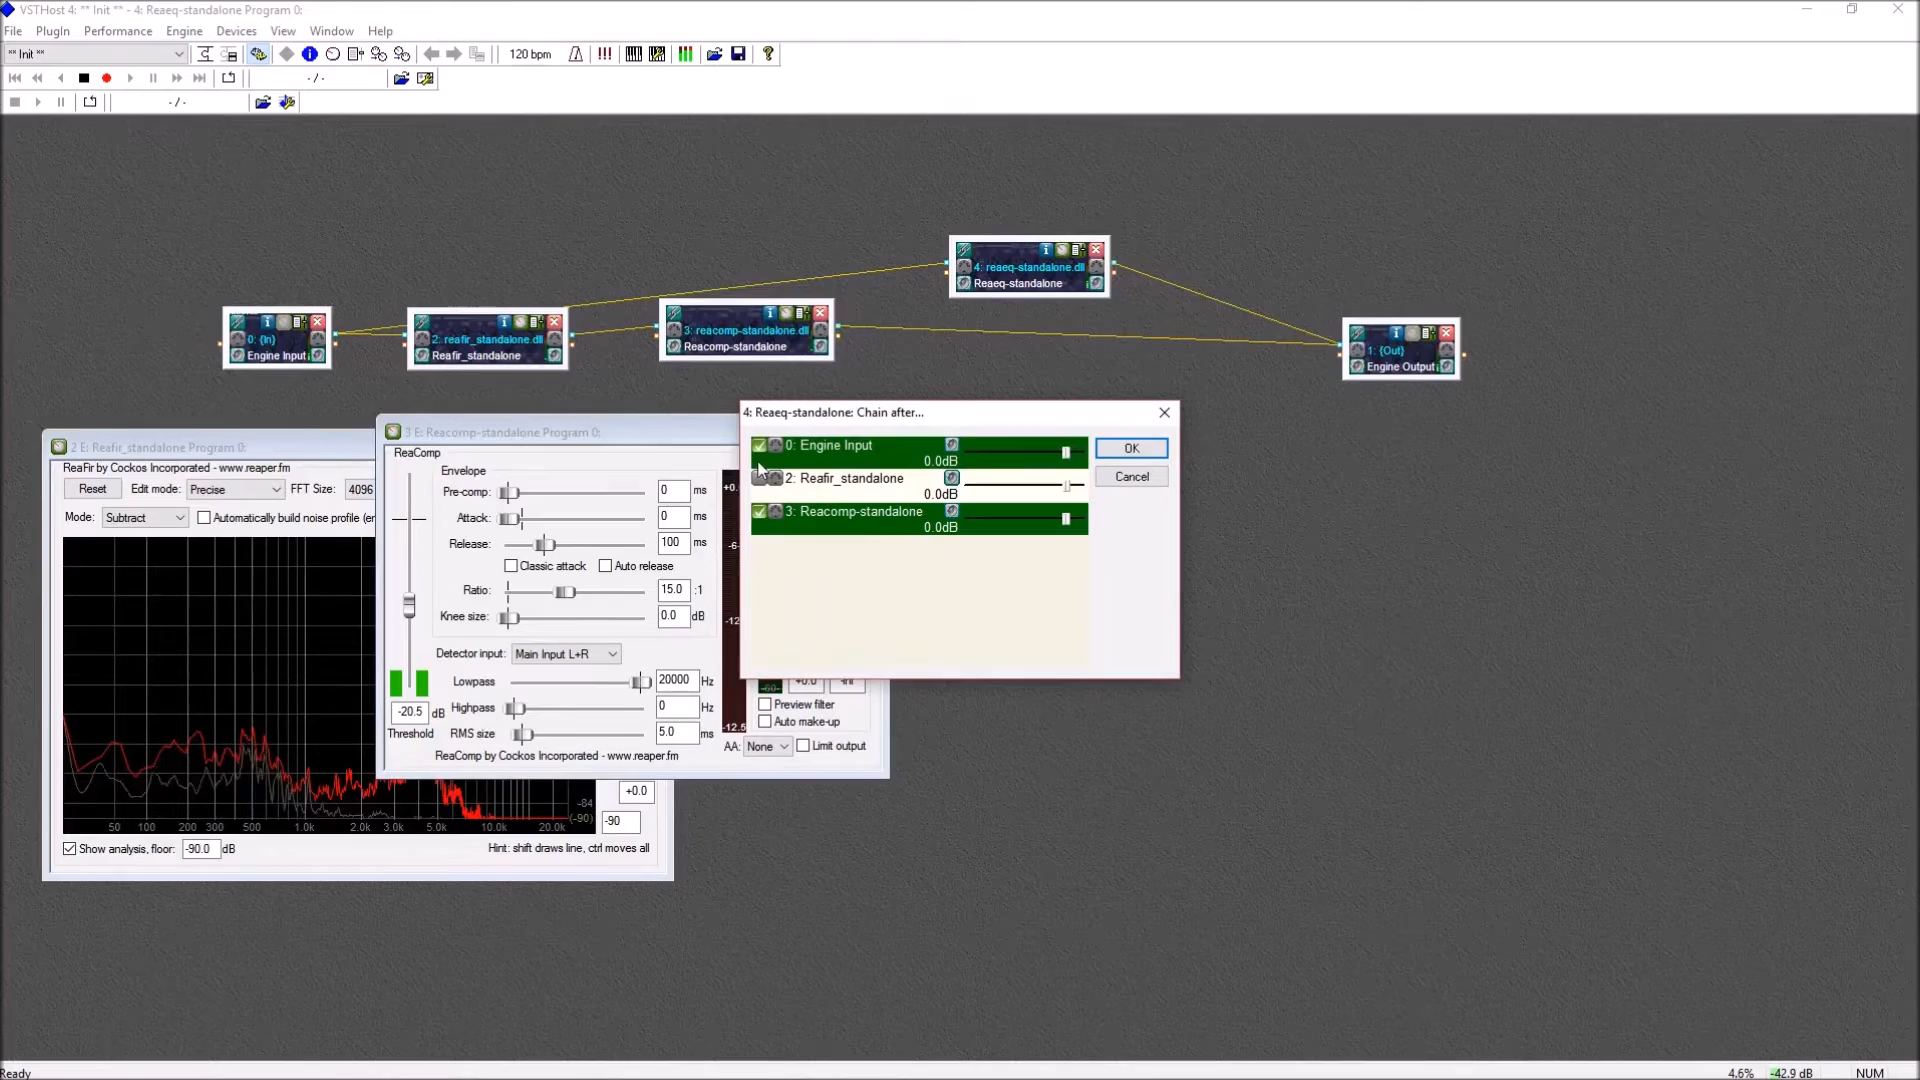 VSTHost 4: ** Init ** - 4: Reaeq-standalone Program 0:
File PlugIn Performance Engine Devices View Window Help
** Init **
120 bpm
- / -
- / -
4: reaeq-standalone.dll
Reaeq-standalone
0: {In}
Engine Input
2: reafir_standalone.dll
Reafir_standalone
3: reacomp-standalone.dll
Reacomp-standalone
1: {Out}
Engine Output
4: Reaeq-standalone: Chain after...
0: Engine Input
0.0dB
2: Reafir_standalone
0.0dB
3: Reacomp-standalone
0.0dB
OK
Cancel
2 E: Reafir_standalone Program 0:
ReaFir by Cockos Incorporated - www.reaper.fm
Reset Edit mode: Precise FFT Size: 4096
Mode: Subtract Automatically build noise profile (er
-84
(-90)
50 100 200 300 500 1.0k 2.0k 3.0k 5.0k 10.0k 20.0k
+0.0
-90
Show analysis, floor: -90.0 dB Hint: shift draws line, ctrl moves all
3 E: Reacomp-standalone Program 0:
ReaComp
Envelope
Pre-comp: 0 ms
Attack: 0 ms
Release: 100 ms
Classic attack Auto release
Ratio: 15.0 :1
Knee size: 0.0 dB
Detector input: Main Input L+R
Lowpass 20000 Hz
Highpass 0 Hz
RMS size 5.0 ms
-20.5 dB
Threshold
ReaComp by Cockos Incorporated - www.reaper.fm
+0.
-6-
-12
-12.5
-60-
+0.0 -inf
Preview filter
Auto make-up
AA: None Limit output
Ready
4.6% -42.9 dB NUM